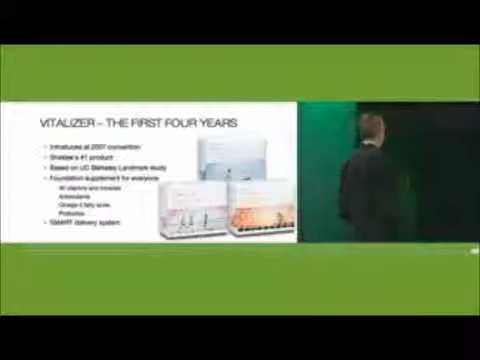 VITALIZER – THE FIRST FOUR YEARS
Introduced at 2007 convention
Shaklee's #1 product
Based on UC Berkeley Landmark study
Foundation supplement for everyone
All vitamins and minerals
Antioxidants
Omega-3 fatty acids
Probiotics
SMART delivery system